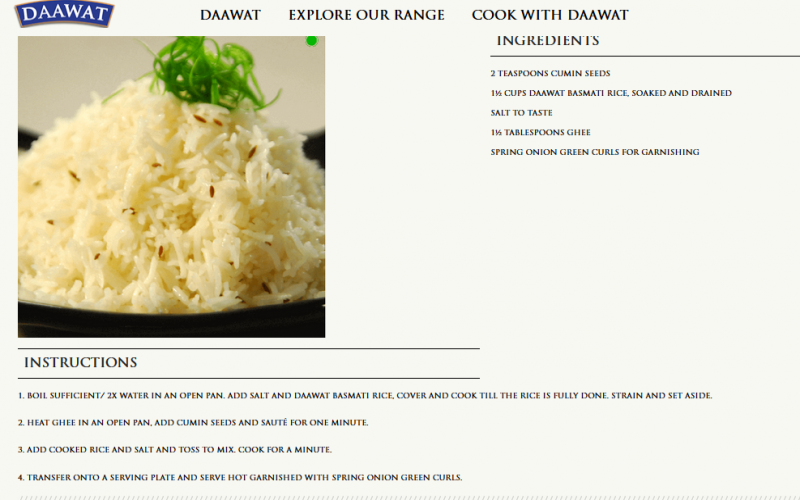 DAAWAT
DAAWAT EXPLORE OUR RANGE COOK WITH DAAWAT
INGREDIENTS
2 TEASPOONS CUMIN SEEDS
1½ CUPS DAAWAT BASMATI RICE, SOAKED AND DRAINED
SALT TO TASTE
1½ TABLESPOONS GHEE
SPRING ONION GREEN CURLS FOR GARNISHING
INSTRUCTIONS
1. BOIL SUFFICIENT/ 2X WATER IN AN OPEN PAN. ADD SALT AND DAAWAT BASMATI RICE, COVER AND COOK TILL THE RICE IS FULLY DONE. STRAIN AND SET ASIDE.
2. HEAT GHEE IN AN OPEN PAN, ADD CUMIN SEEDS AND SAUTÉ FOR ONE MINUTE.
3. ADD COOKED RICE AND SALT AND TOSS TO MIX. COOK FOR A MINUTE.
4. TRANSFER ONTO A SERVING PLATE AND SERVE HOT GARNISHED WITH SPRING ONION GREEN CURLS.